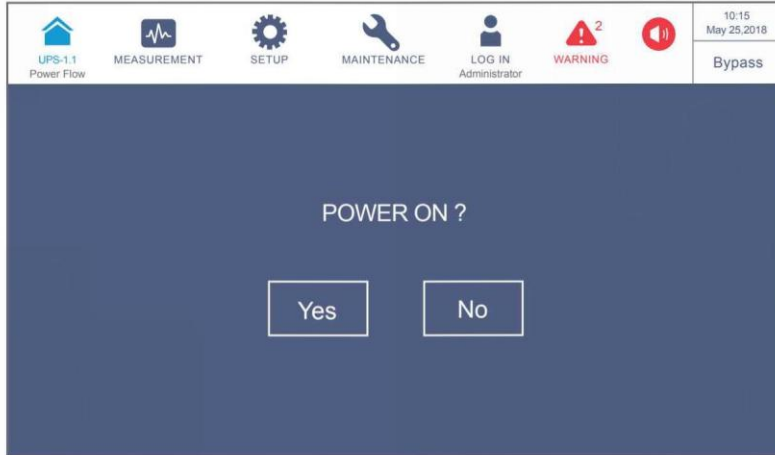 UPS-1.1
Power Flow
MEASUREMENT
SETUP
MAINTENANCE
LOG IN
Administrator
2
WARNING
10:15
May 25,2018
Bypass
POWER ON ?
Yes
No